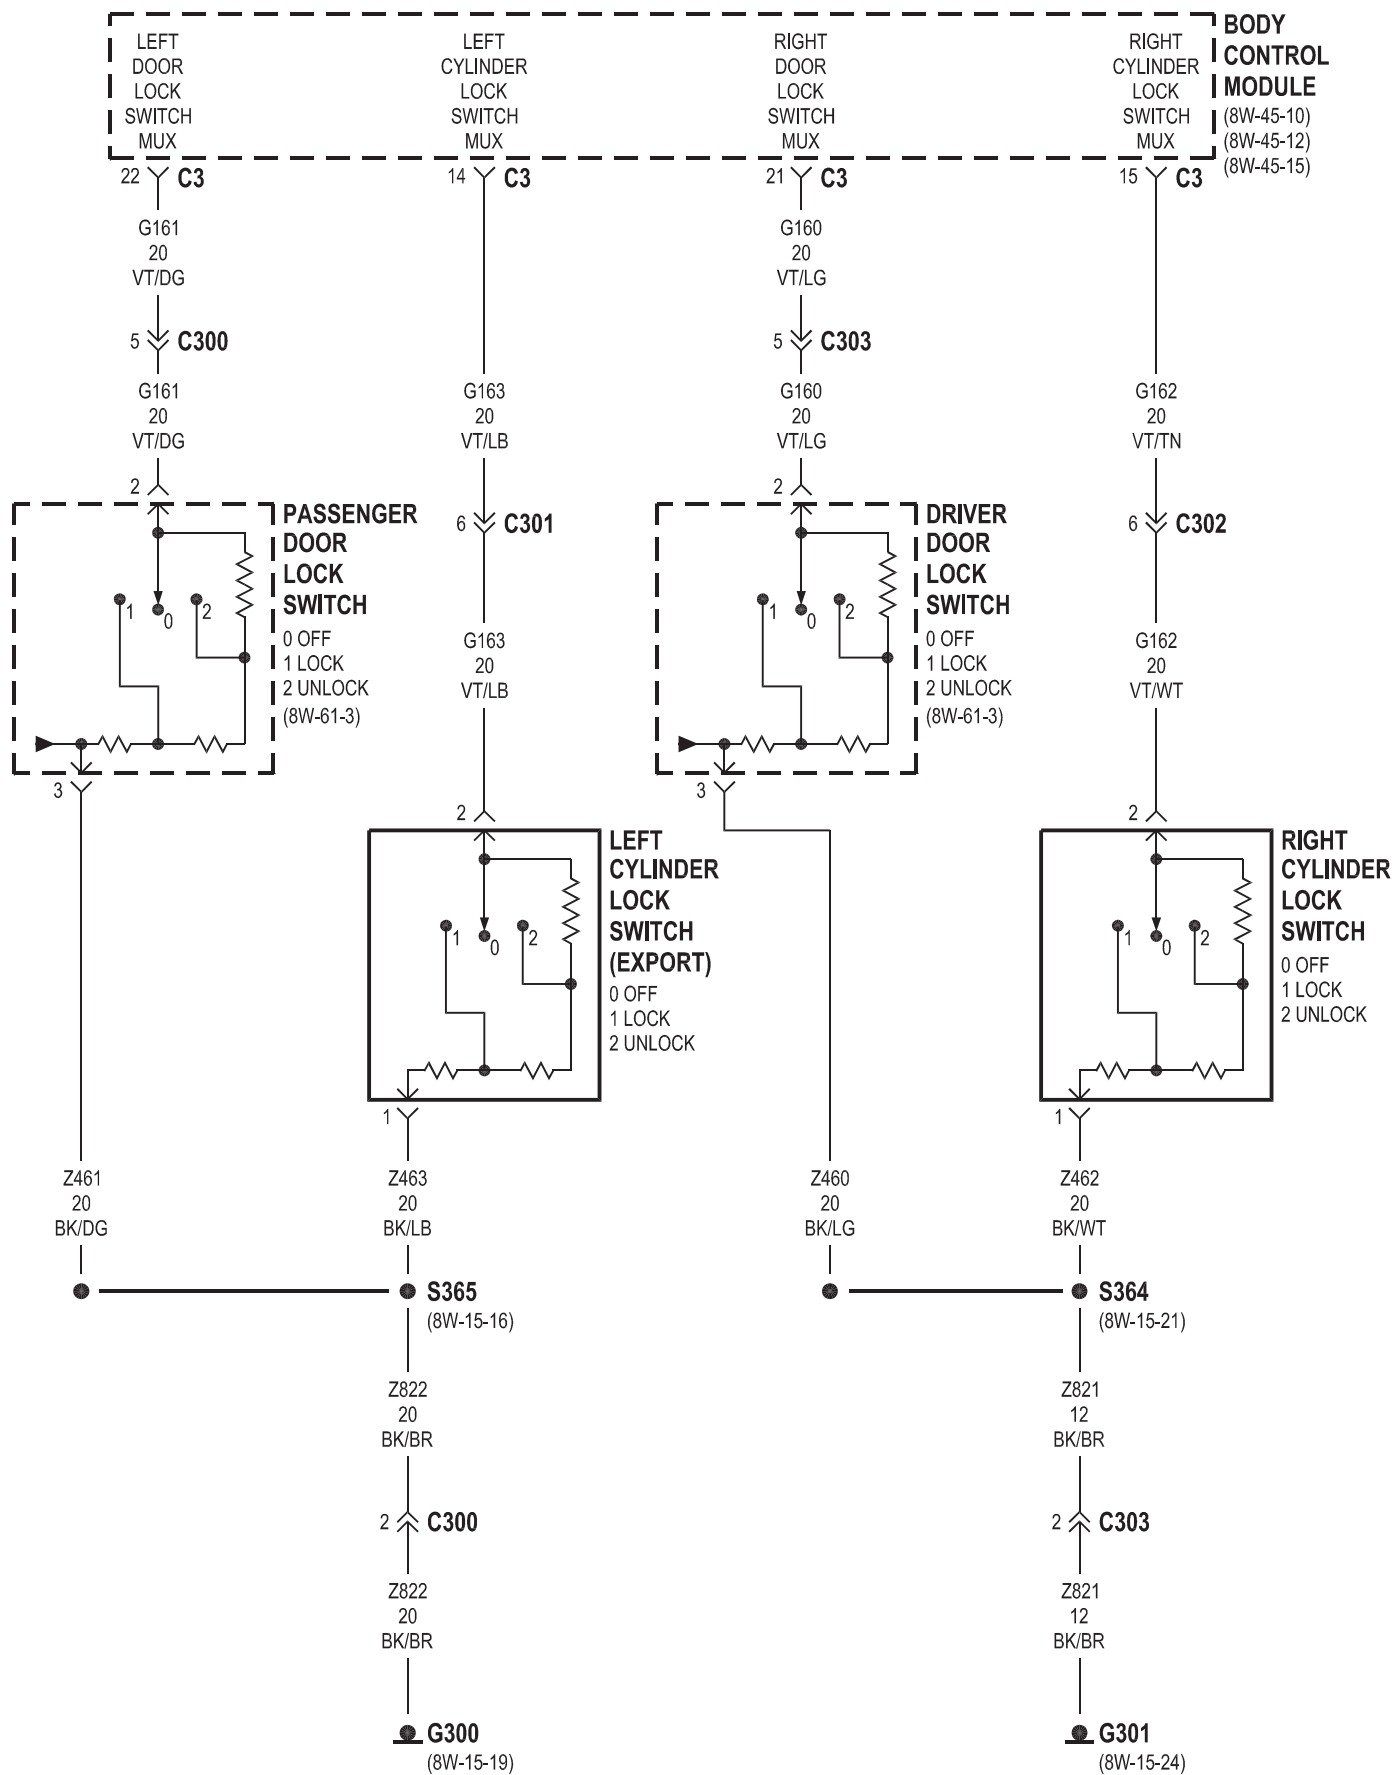 LEFT
DOOR
LOCK
SWITCH
MUX
LEFT
CYLINDER
LOCK
SWITCH
MUX
RIGHT
DOOR
LOCK
SWITCH
MUX
RIGHT
CYLINDER
LOCK
SWITCH
MUX
BODY
CONTROL
MODULE
(8W-45-10)
(8W-45-12)
(8W-45-15)
22 C3
14 C3
21 C3
15 C3
G161
20
VT/DG
G160
20
VT/LG
5 C300
5 C303
G161
20
VT/DG
G163
20
VT/LB
G160
20
VT/LG
G162
20
VT/TN
2
PASSENGER
DOOR
LOCK
SWITCH
0 OFF
1 LOCK
2 UNLOCK
(8W-61-3)
1
0
2
3
6 C301
G163
20
VT/LB
2
DRIVER
DOOR
LOCK
SWITCH
0 OFF
1 LOCK
2 UNLOCK
(8W-61-3)
1
0
2
3
6 C302
G162
20
VT/WT
2
LEFT
CYLINDER
LOCK
SWITCH
(EXPORT)
0 OFF
1 LOCK
2 UNLOCK
1
0
2
1
2
RIGHT
CYLINDER
LOCK
SWITCH
0 OFF
1 LOCK
2 UNLOCK
1
0
2
1
Z461
20
BK/DG
Z463
20
BK/LB
Z460
20
BK/LG
Z462
20
BK/WT
S365
(8W-15-16)
S364
(8W-15-21)
Z822
20
BK/BR
Z821
12
BK/BR
2 C300
2 C303
Z822
20
BK/BR
Z821
12
BK/BR
G300
(8W-15-19)
G301
(8W-15-24)